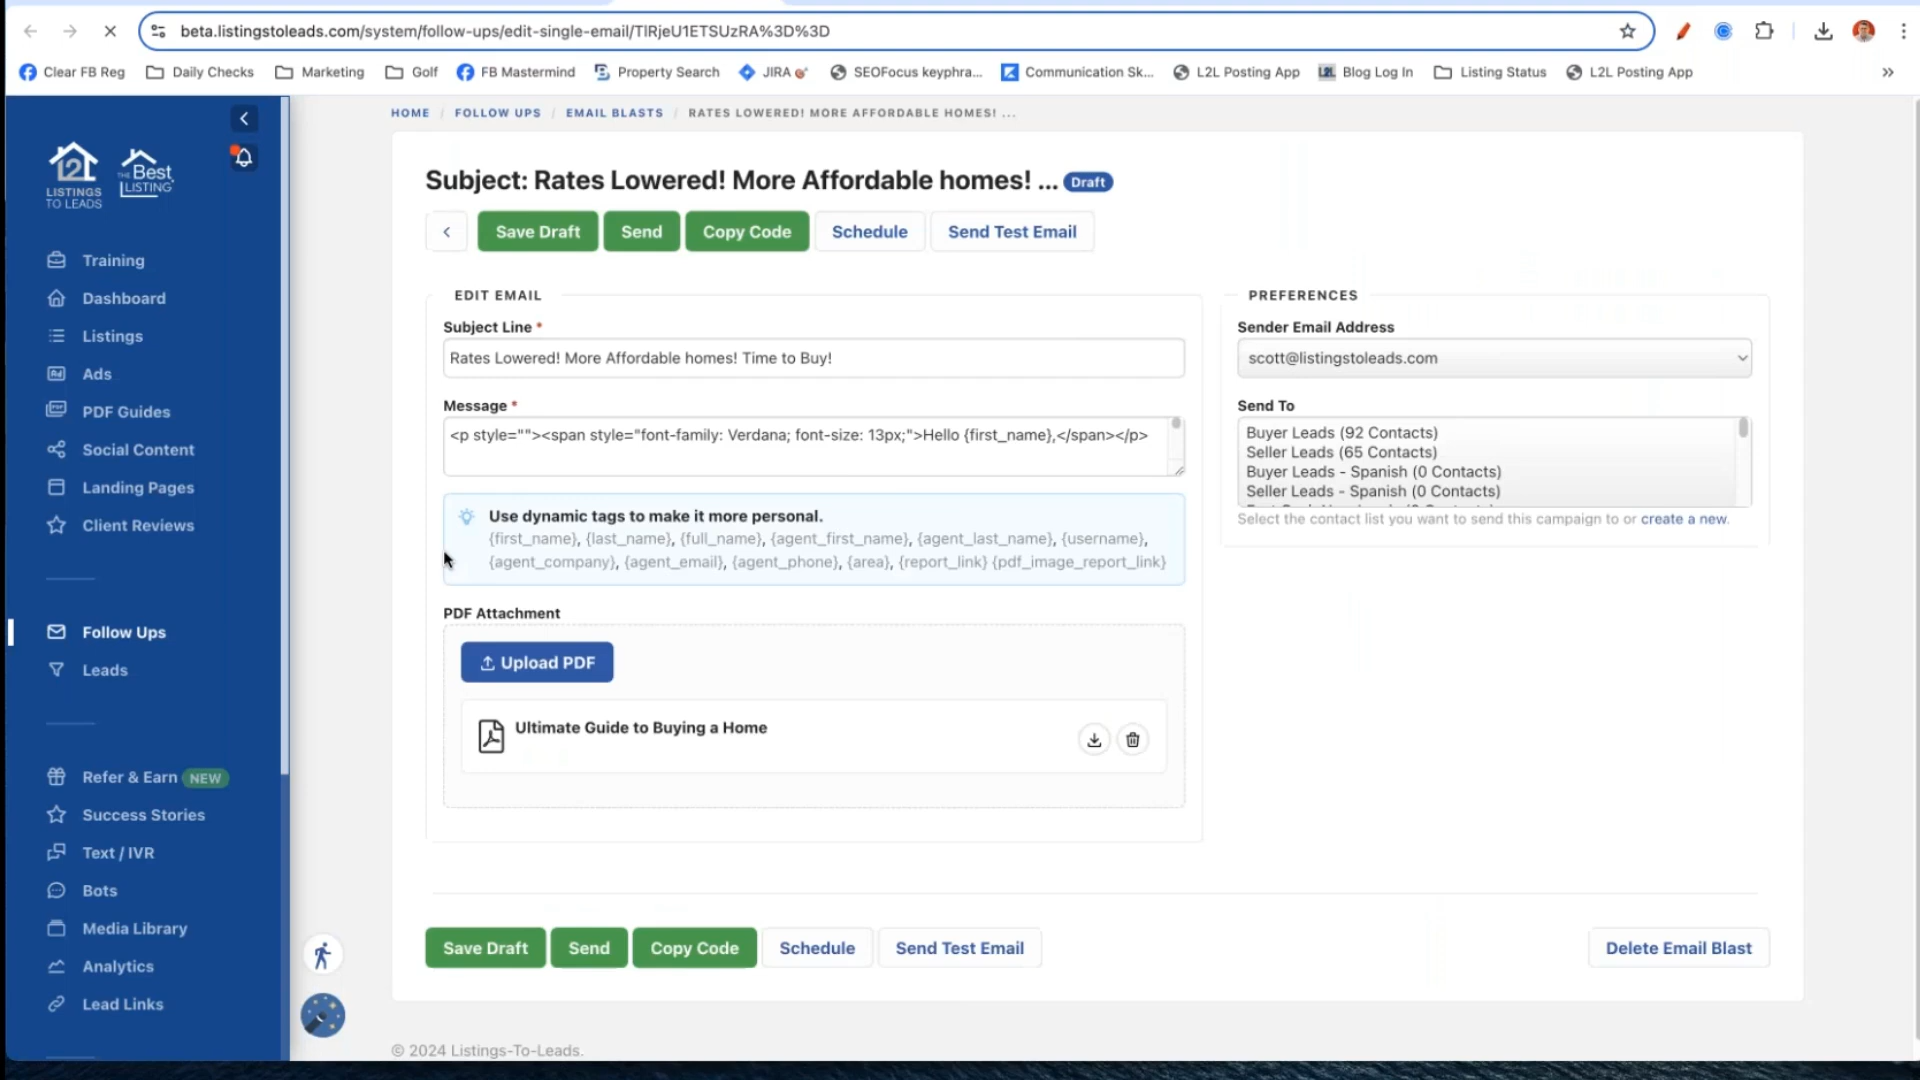 beta.listingstoleads.com/system/follow-ups/edit-single-email/TlRjeU1ETSUzRA%3D%3D
Clear FB Reg
Daily Checks
Marketing
Golf
FB Mastermind
Property Search
JIRA
SEOFocus keyphra...
Communication Sk...
L2L Posting App
L2L Blog Log In
Listing Status
L2L Posting App
»
HOME / FOLLOW UPS / EMAIL BLASTS / RATES LOWERED! MORE AFFORDABLE HOMES! ...
L2L
LISTINGS
TO LEADS
THE Best
LISTING
Training
Dashboard
Listings
Ad Ads
PDF Guides
Social Content
Landing Pages
Client Reviews
Follow Ups
Leads
Refer & Earn NEW
Success Stories
Text / IVR
Bots
Media Library
Analytics
Lead Links
Subject: Rates Lowered! More Affordable homes! ... Draft
Save Draft
Send
Copy Code
Schedule
Send Test Email
EDIT EMAIL
Subject Line *
Rates Lowered! More Affordable homes! Time to Buy!
Message *
<p style=""><span style="font-family: Verdana; font-size: 13px;">Hello {first_name},</span></p>
Use dynamic tags to make it more personal.
{first_name}, {last_name}, {full_name}, {agent_first_name}, {agent_last_name}, {username},
{agent_company}, {agent_email}, {agent_phone}, {area}, {report_link} {pdf_image_report_link}
PDF Attachment
Upload PDF
Ultimate Guide to Buying a Home
PREFERENCES
Sender Email Address
scott@listingstoleads.com
Send To
Buyer Leads (92 Contacts)
Seller Leads (65 Contacts)
Buyer Leads - Spanish (0 Contacts)
Seller Leads - Spanish (0 Contacts)
Select the contact list you want to send this campaign to or create a new.
Save Draft
Send
Copy Code
Schedule
Send Test Email
Delete Email Blast
© 2024 Listings-To-Leads.